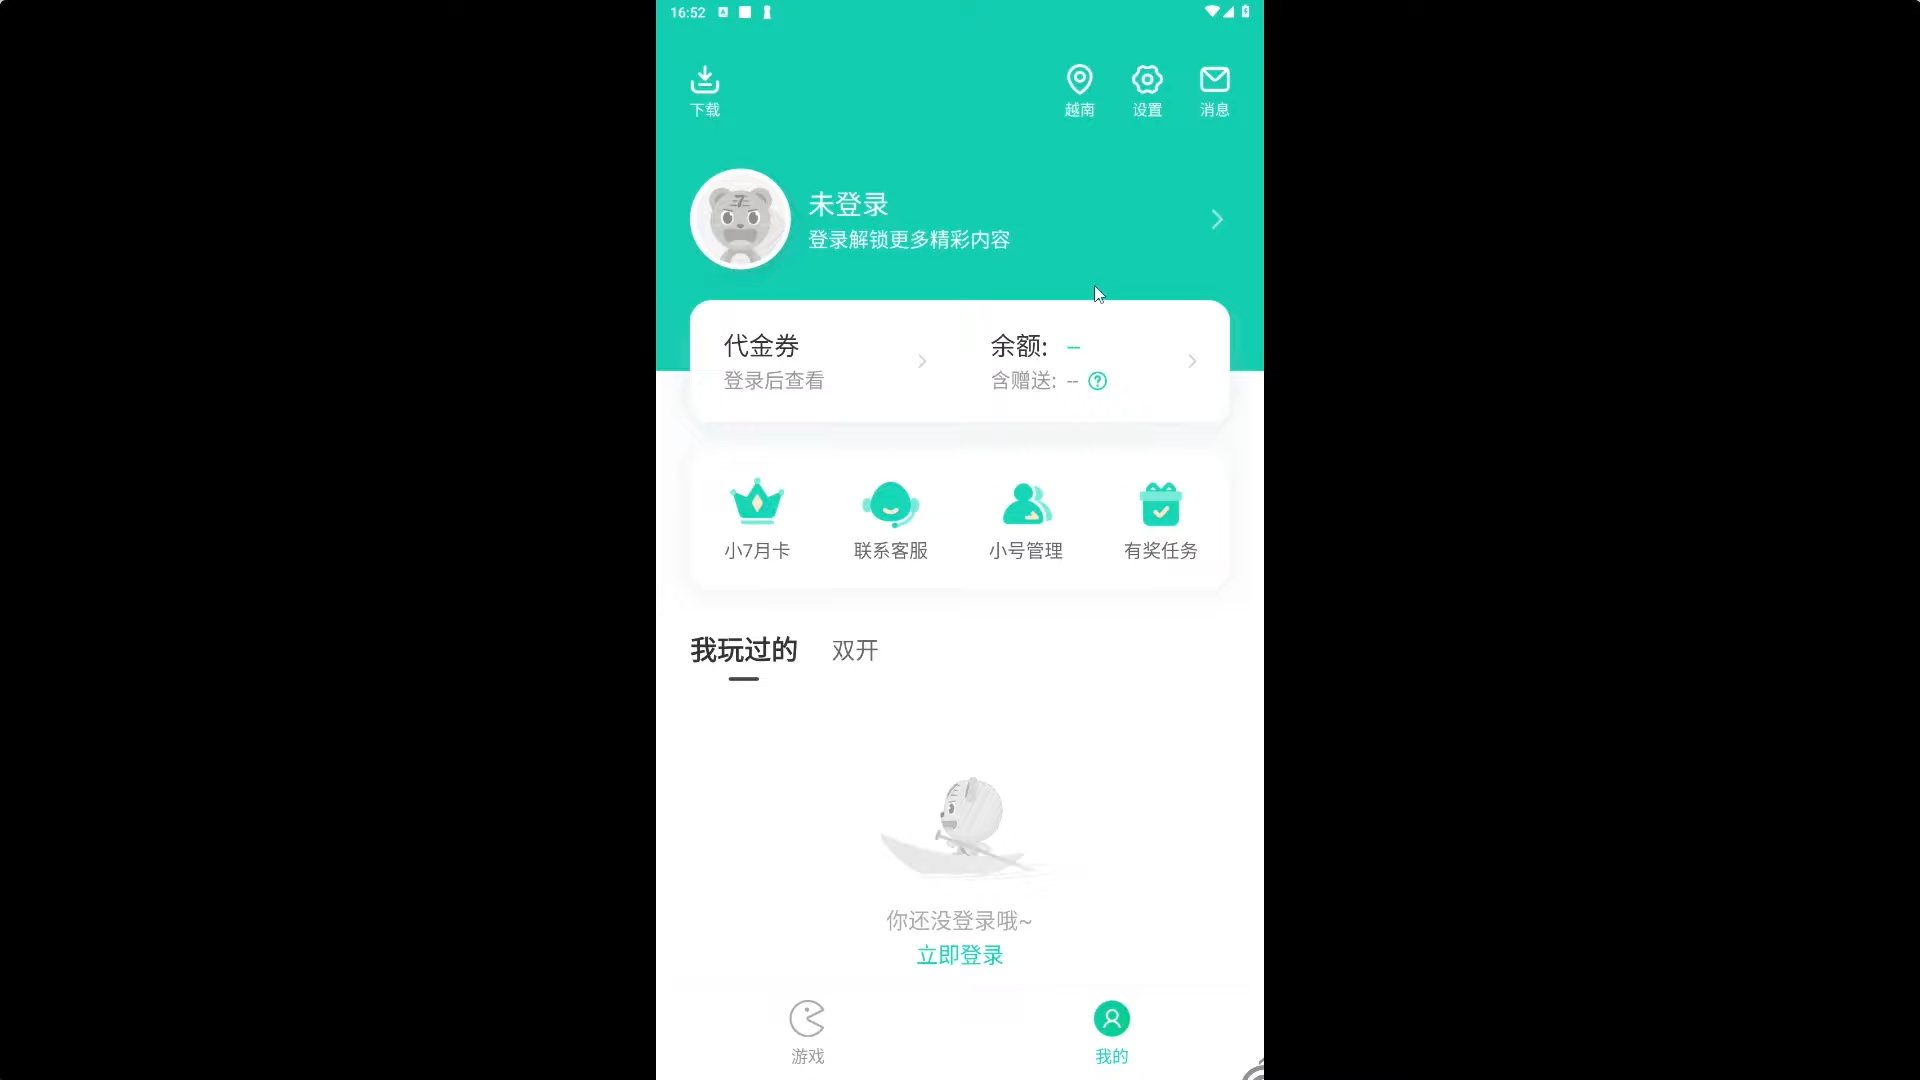 16:52
下载
越南
设置
消息
未登录
登录解锁更多精彩内容
代金券
登录后查看
余额: --
含赠送: --
小7月卡
联系客服
小号管理
有奖任务
我玩过的
双开
你还没登录哦~
立即登录
游戏
我的